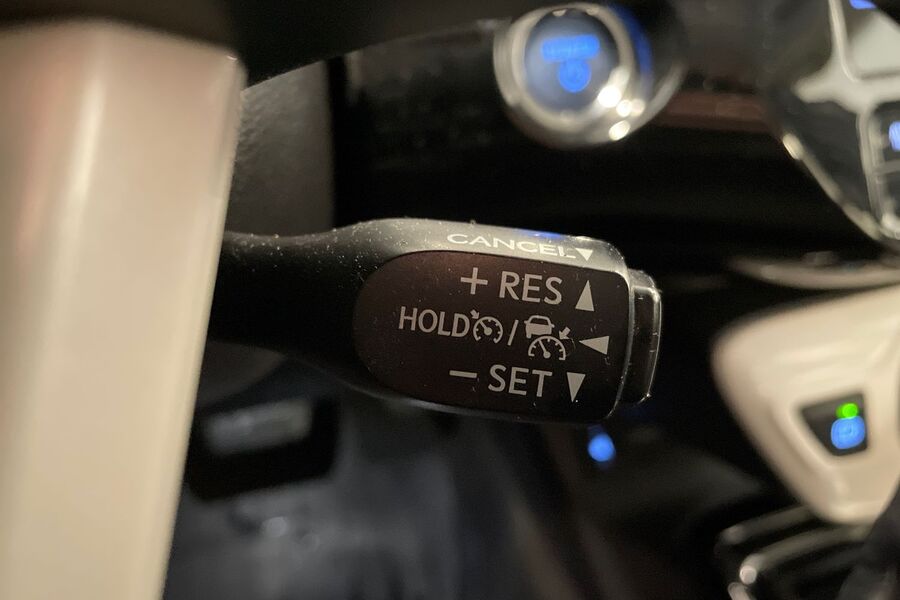 CANCEL▼
+ RES ▲
HOLD / ◀
− SET ▼